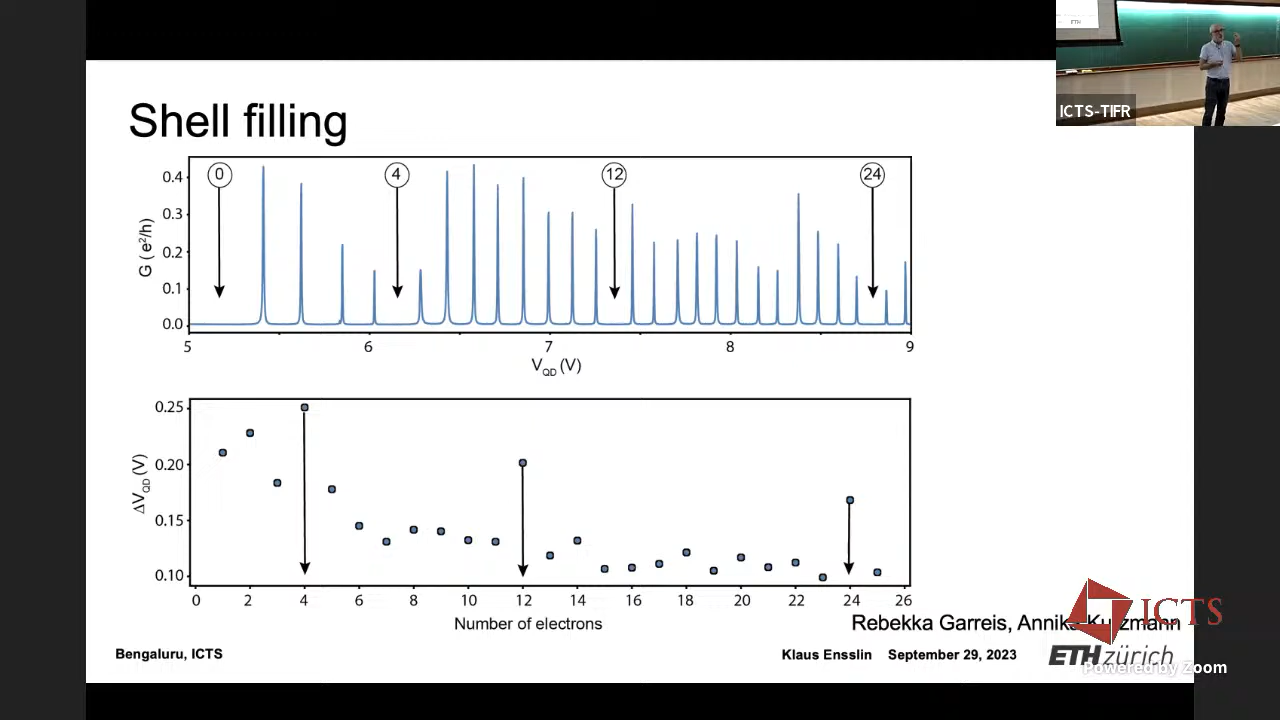 ETH
ICTS-TIFR
Shell filling
0 4 12 24
0.4
0.3
0.2
0.1
0.0
G (e²/h)
5 6 7 8 9
V_QD (V)
0.25
0.20
0.15
0.10
ΔV_QD (V)
0 2 4 6 8 10 12 14 16 18 20 22 24 26
Number of electrons
Rebekka Garreis, Annika Kurzmann
ICTS
Bengaluru, ICTS
Klaus Ensslin September 29, 2023
ETH zürich
Powered by Zoom